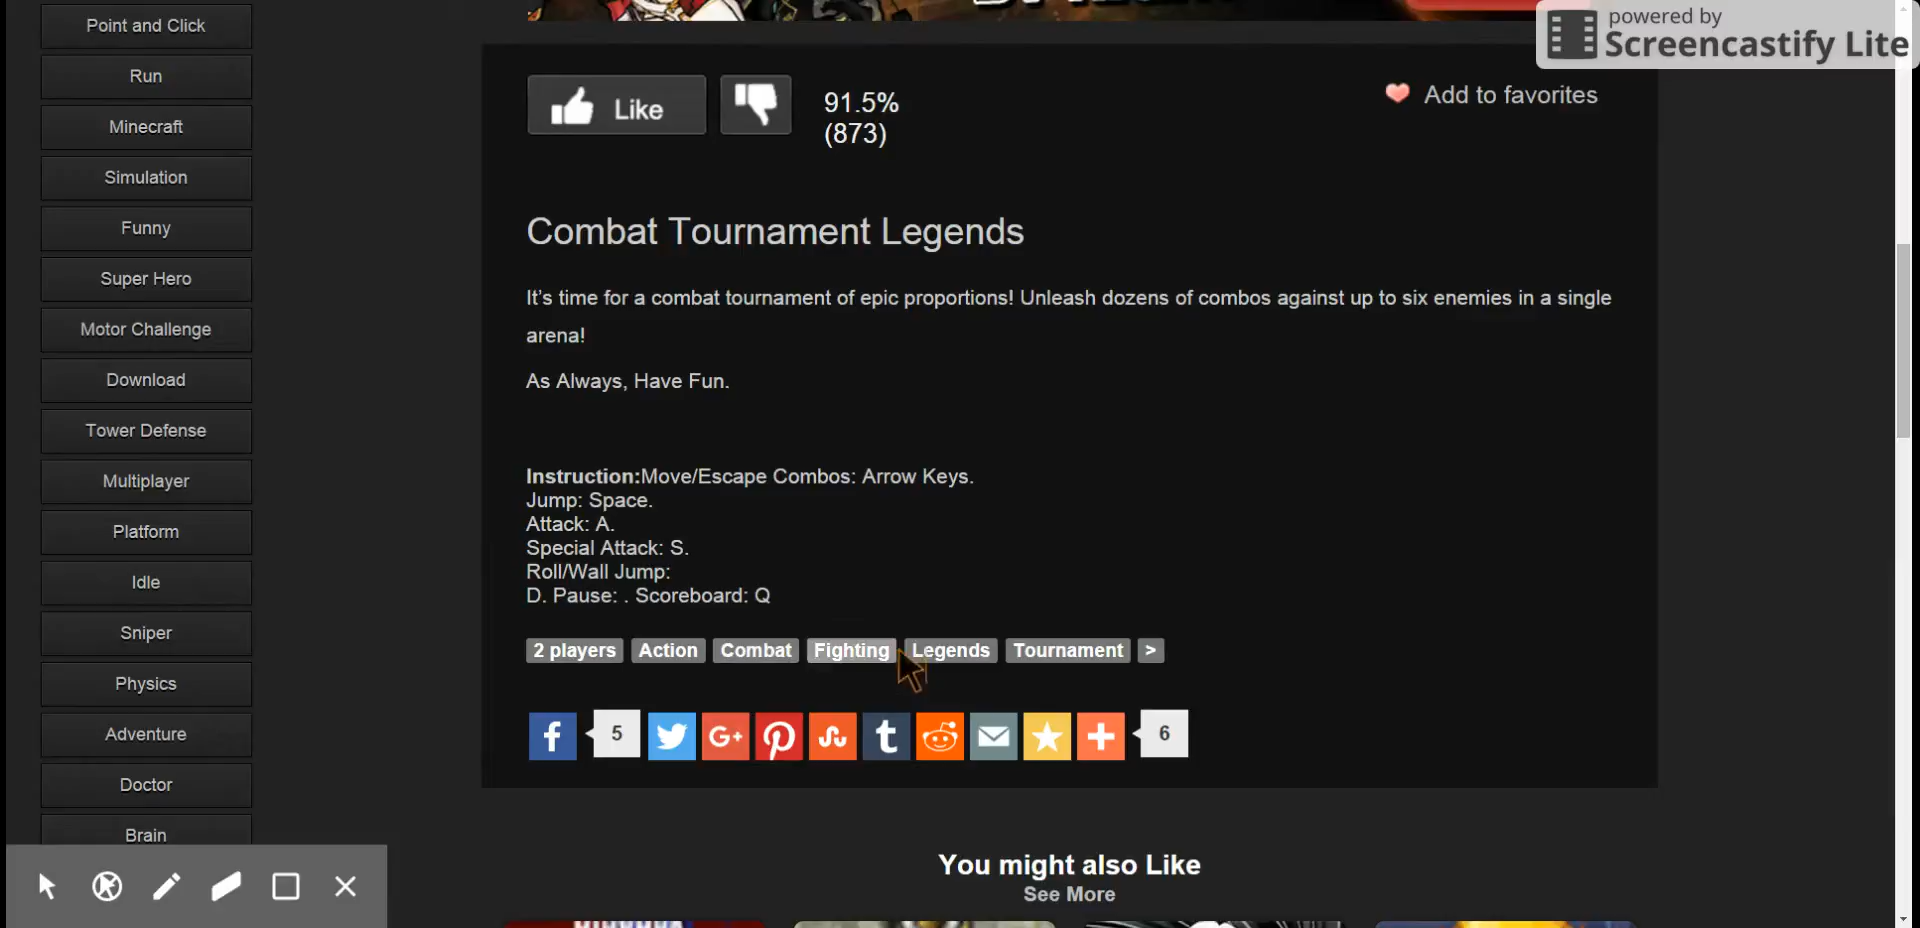 powered by
Screencastify Lite
Point and Click
Run
Minecraft
Simulation
Funny
Super Hero
Motor Challenge
Download
Tower Defense
Multiplayer
Platform
Idle
Sniper
Physics
Adventure
Doctor
Brain
Like
91.5%
(873)
Add to favorites
Combat Tournament Legends
It's time for a combat tournament of epic proportions! Unleash dozens of combos against up to six enemies in a single
arena!
As Always, Have Fun.
Instruction:Move/Escape Combos: Arrow Keys.
Jump: Space.
Attack: A.
Special Attack: S.
Roll/Wall Jump:
D. Pause: . Scoreboard: Q
2 players Action Combat Fighting Legends Tournament >
f 5 G+ t 6
You might also Like
See More